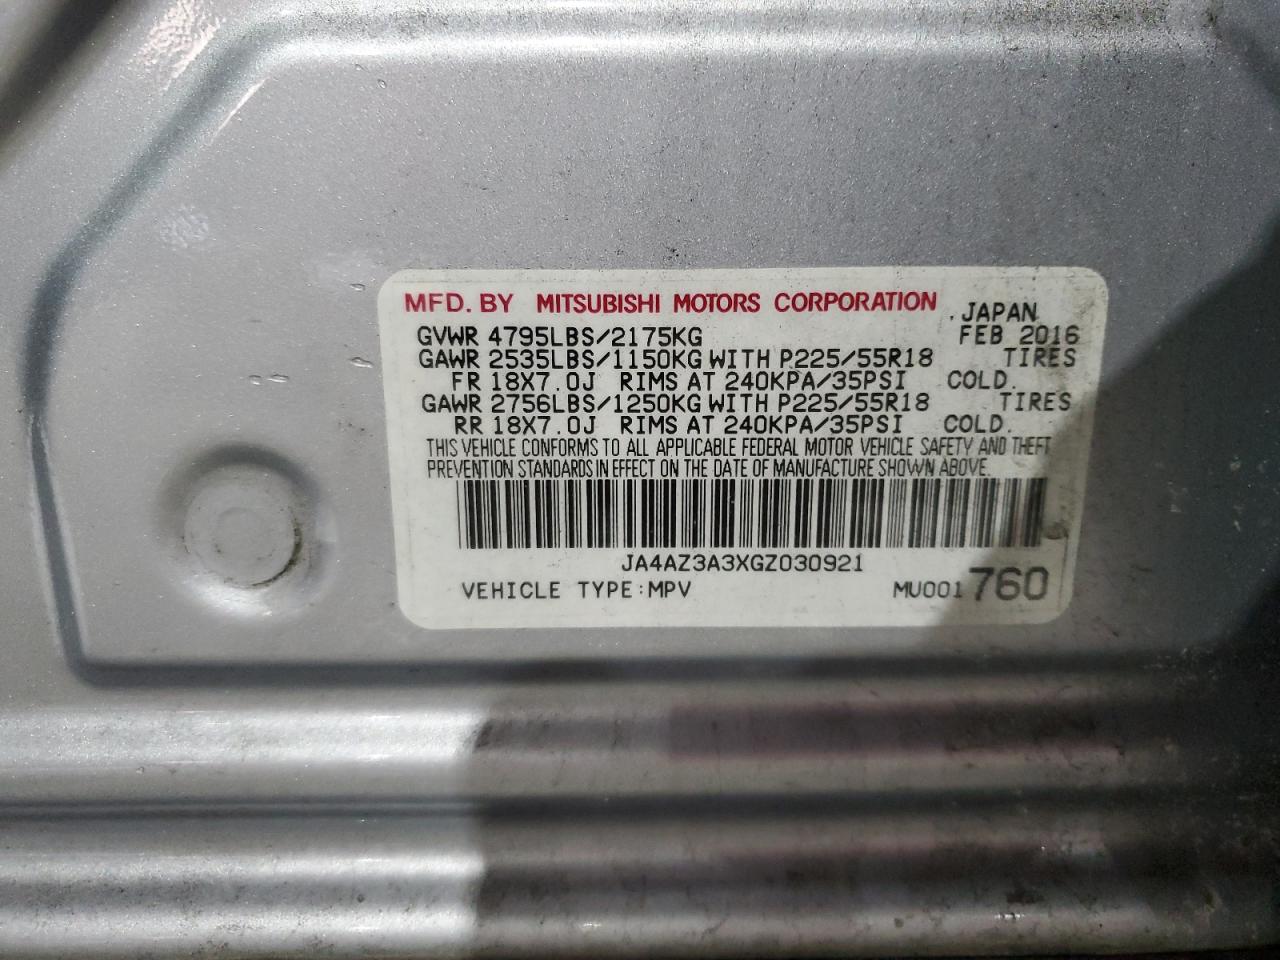 MFD. BY MITSUBISHI MOTORS CORPORATION .JAPAN
GVWR 4795LBS/2175KG FEB 2016
GAWR 2535LBS/1150KG WITH P225/55R18 TIRES
FR 18X7.0J RIMS AT 240KPA/35PSI COLD.
GAWR 2756LBS/1250KG WITH P225/55R18 TIRES
RR 18X7.0J RIMS AT 240KPA/35PSI COLD.
THIS VEHICLE CONFORMS TO ALL APPLICABLE FEDERAL MOTOR VEHICLE SAFETY AND THEFT
PREVENTION STANDARDS IN EFFECT ON THE DATE OF MANUFACTURE SHOWN ABOVE.
JA4AZ3A3XGZ030921
VEHICLE TYPE:MPV MU001760